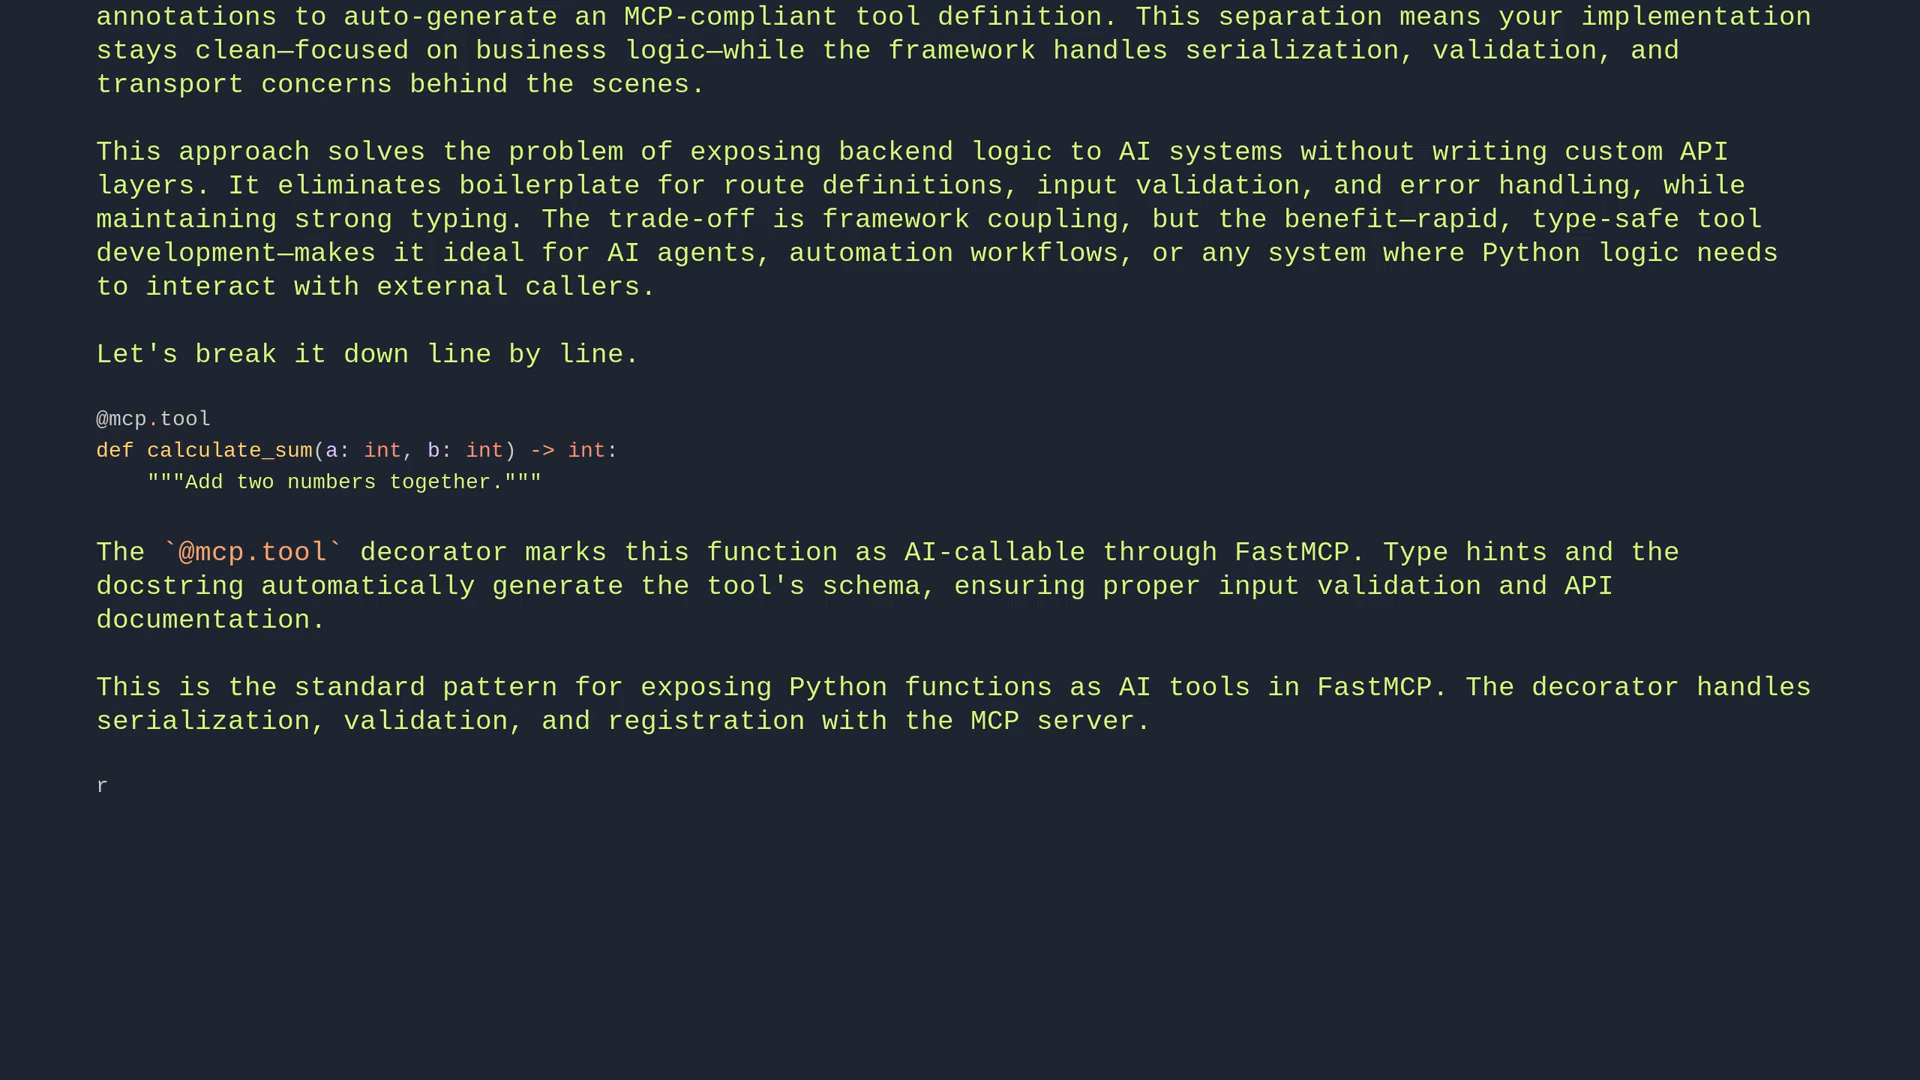 annotations to auto-generate an MCP-compliant tool definition. This separation means your implementation
stays clean—focused on business logic—while the framework handles serialization, validation, and
transport concerns behind the scenes.
This approach solves the problem of exposing backend logic to AI systems without writing custom API
layers. It eliminates boilerplate for route definitions, input validation, and error handling, while
maintaining strong typing. The trade-off is framework coupling, but the benefit—rapid, type-safe tool
development—makes it ideal for AI agents, automation workflows, or any system where Python logic needs
to interact with external callers.
Let's break it down line by line.
@mcp.tool
def calculate_sum(a: int, b: int) -> int:
    """Add two numbers together."""
The `@mcp.tool` decorator marks this function as AI-callable through FastMCP. Type hints and the
docstring automatically generate the tool's schema, ensuring proper input validation and API
documentation.
This is the standard pattern for exposing Python functions as AI tools in FastMCP. The decorator handles
serialization, validation, and registration with the MCP server.
r